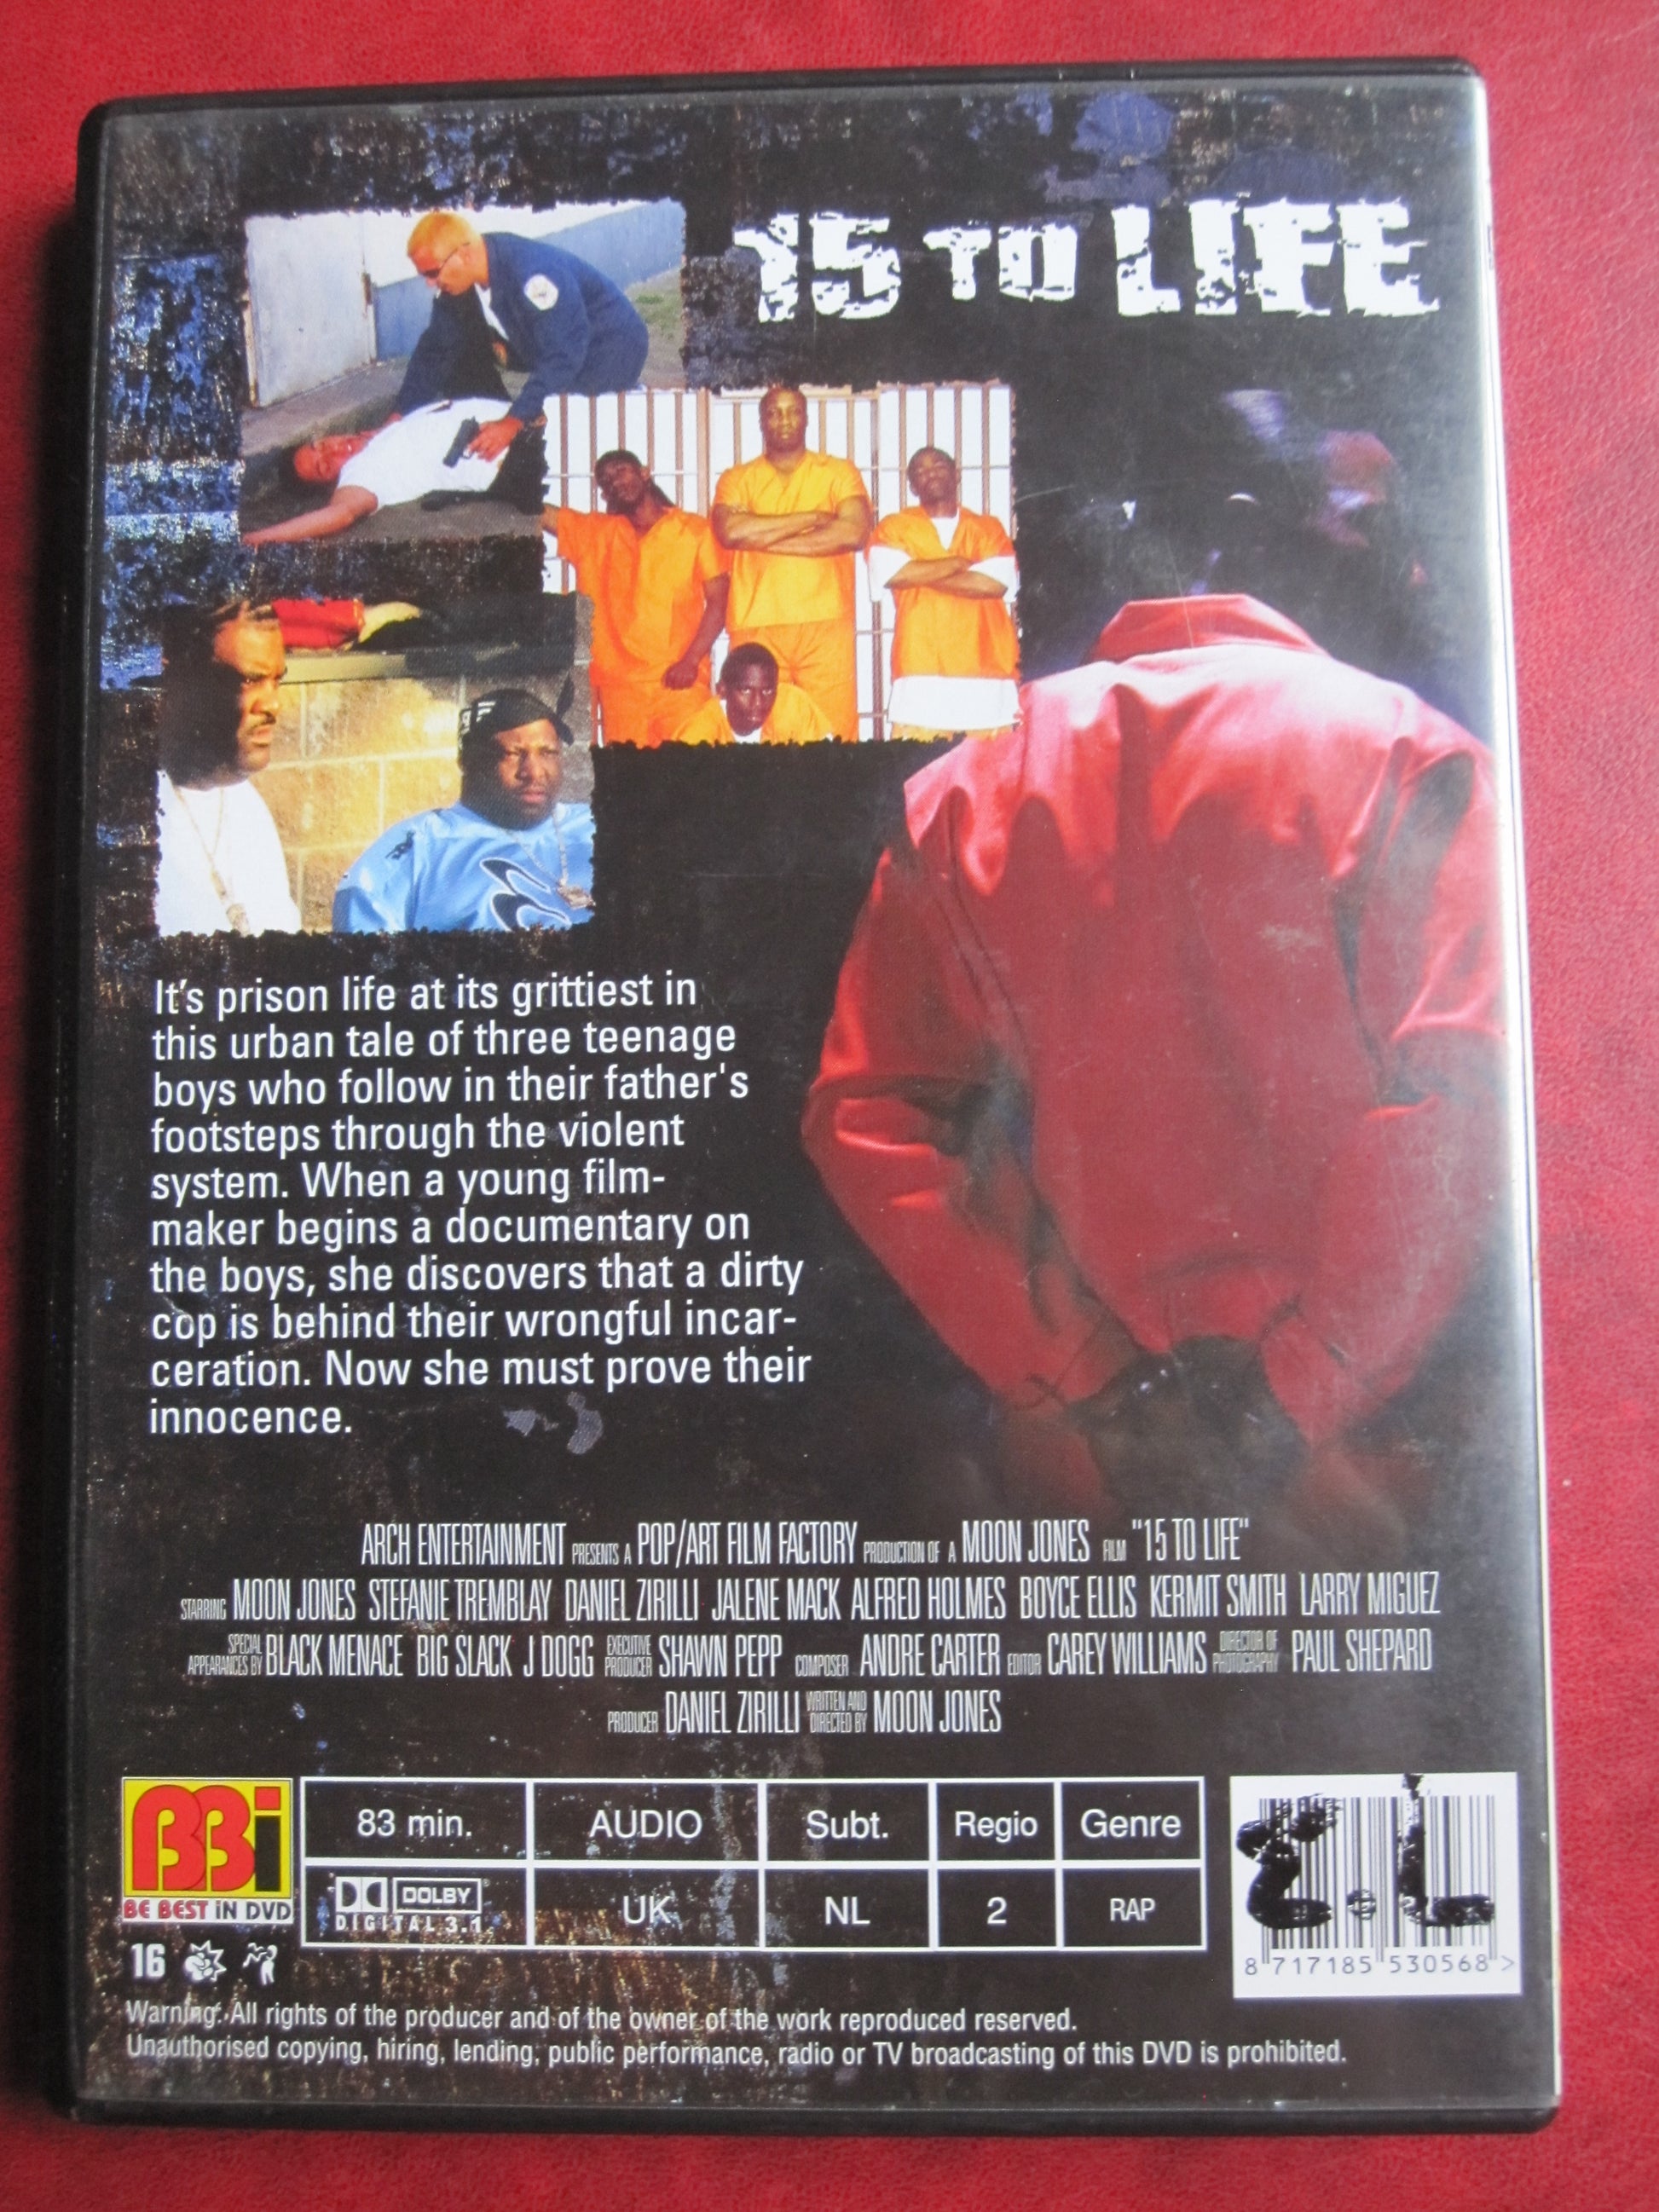 15 TO LIFE
It's prison life at its grittiest in
this urban tale of three teenage
boys who follow in their father's
footsteps through the violent
system. When a young film-
maker begins a documentary on
the boys, she discovers that a dirty
cop is behind their wrongful incar-
ceration. Now she must prove their
innocence.
ARCH ENTERTAINMENT PRESENTS A POP/ART FILM FACTORY PRODUCTION OF A MOON JONES FILM "15 TO LIFE"
STARRING MOON JONES STEFANIE TREMBLAY DANIEL ZIRILLI JALENE MACK ALFRED HOLMES BOYCE ELLIS KERMIT SMITH LARRY MIGUEZ
SPECIAL APPEARANCES BY BLACK MENACE BIG SLACK J DOGG EXECUTIVE PRODUCER SHAWN PEPP COMPOSER ANDRE CARTER EDITOR CAREY WILLIAMS DIRECTOR OF PHOTOGRAPHY PAUL SHEPARD
PRODUCER DANIEL ZIRILLI WRITTEN AND DIRECTED BY MOON JONES
BBi
BE BEST iN DVD
83 min. AUDIO Subt. Regio Genre
DOLBY DIGITAL 3.1 UK NL 2 RAP
E.L
8 717185 530568 >
16
Warning: All rights of the producer and of the owner of the work reproduced reserved.
Unauthorised copying, hiring, lending, public performance, radio or TV broadcasting of this DVD is prohibited.